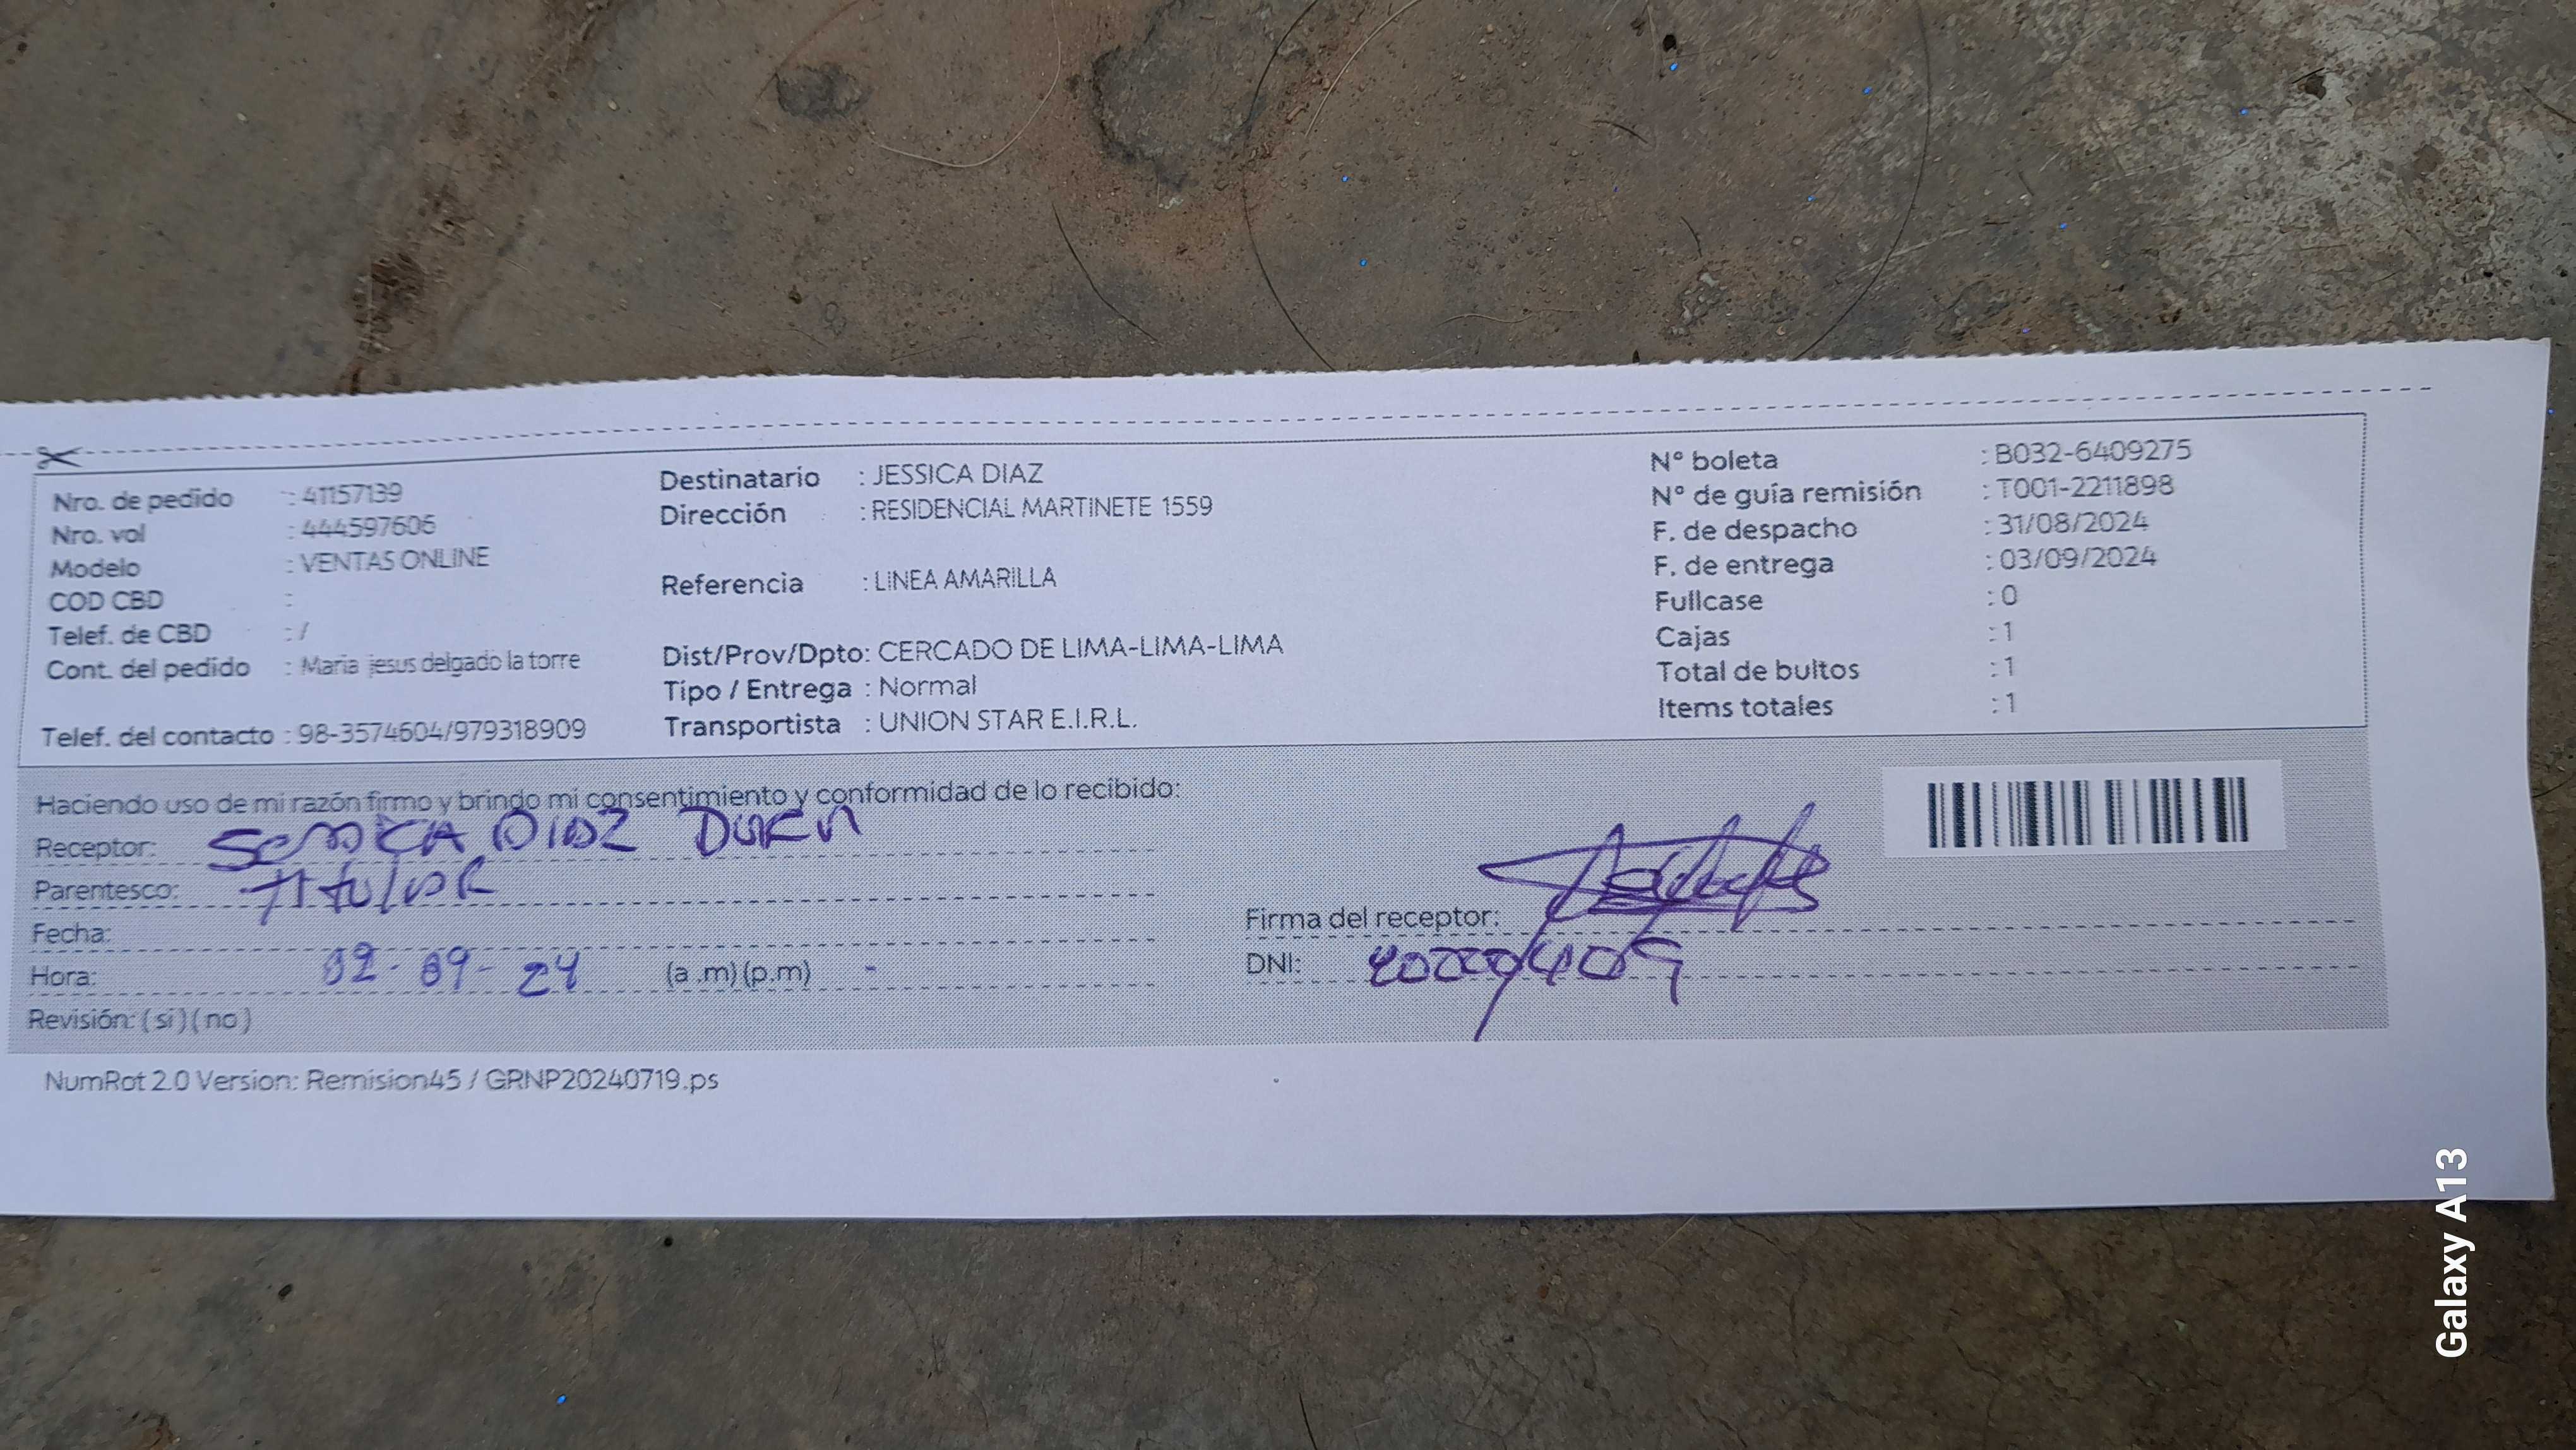 Nro. de pedido : 41157139
Nro. vol : 444597606
Modelo : VENTAS ONLINE
COD CBD :
Telef. de CBD : /
Cont. del pedido : Maria jesus delgado la torre
Telef. del contacto : 98-3574604/979318909
Destinatario : JESSICA DIAZ
Dirección : RESIDENCIAL MARTINETE 1559
Referencia : LINEA AMARILLA
Dist/Prov/Dpto: CERCADO DE LIMA-LIMA-LIMA
Tipo / Entrega : Normal
Transportista : UNION STAR E.I.R.L.
N° boleta : B032-6409275
N° de guía remisión : T001-2211898
F. de despacho : 31/08/2024
F. de entrega : 03/09/2024
Fullcase : 0
Cajas : 1
Total de bultos : 1
Items totales : 1
Haciendo uso de mi razón firmo y brindo mi consentimiento y conformidad de lo recibido:
Receptor: DIAZ
Parentesco: TITULAR
Fecha:
Hora: 02-09-24 (a .m) (p.m) -
Revisión: ( si ) ( no )
Firma del receptor:
DNI:
NumRot 2.0 Version: Remision45 / GRNP20240719.ps
Galaxy A13